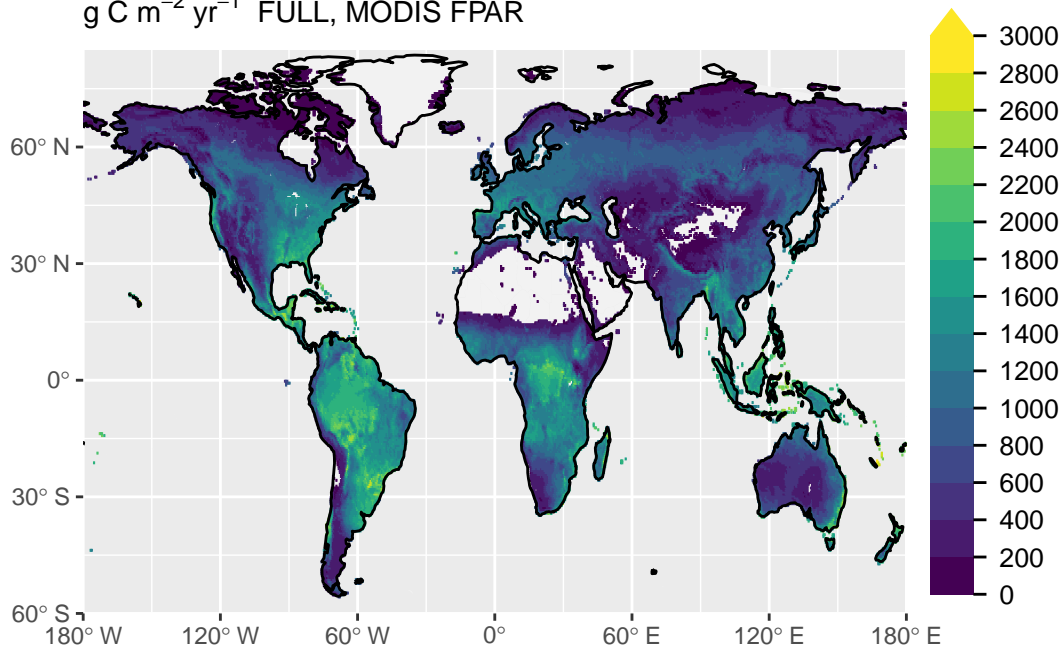 g C m⁻² yr⁻¹ FULL, MODIS FPAR
3000
2800
2600
2400
2200
2000
1800
1600
1400
1200
1000
800
600
400
200
0
60° N
30° N
0°
30° S
60° S
180° W
120° W
60° W
0°
60° E
120° E
180° E